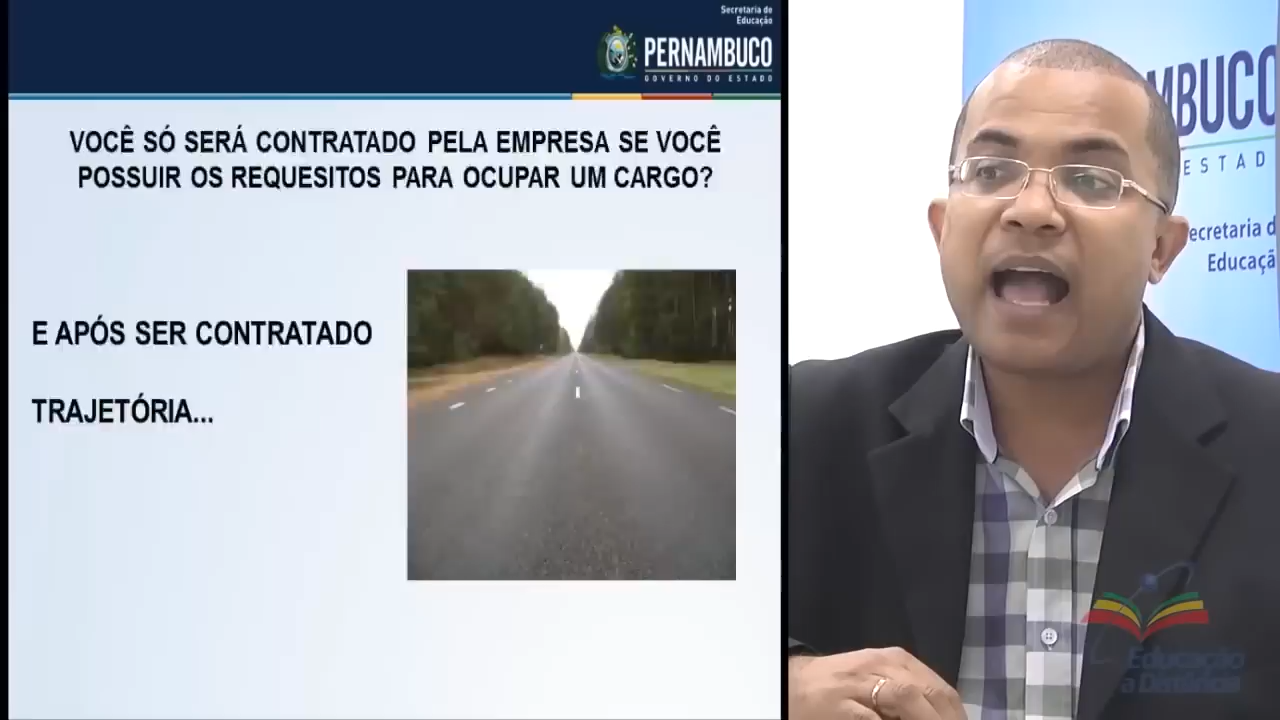 Secretaria de
Educação
PERNAMBUCO
GOVERNO DO ESTADO
VOCÊ SÓ SERÁ CONTRATADO PELA EMPRESA SE VOCÊ
POSSUIR OS REQUESITOS PARA OCUPAR UM CARGO?
E APÓS SER CONTRATADO
TRAJETÓRIA...
MBUCO
ESTAD
ecretaria d
Educaçã
Educação
a Distância